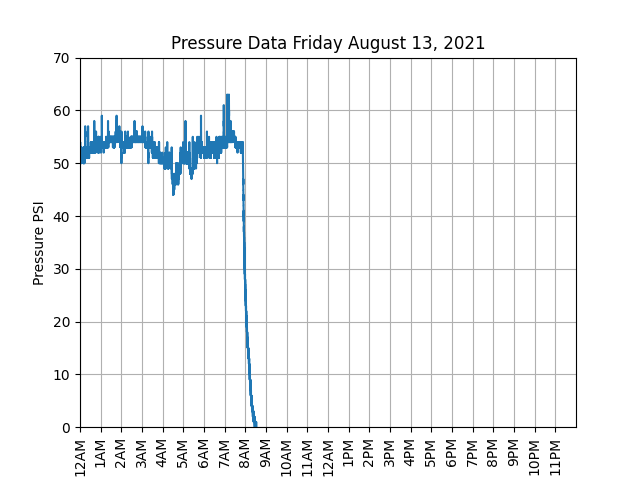 Pressure Data Friday August 13, 2021
70
60
50
40
30
20
10
0
Pressure PSI
12AM
1AM
2AM
3AM
4AM
5AM
6AM
7AM
8AM
9AM
10AM
11AM
12AM
1PM
2PM
3PM
4PM
5PM
6PM
7PM
8PM
9PM
10PM
11PM